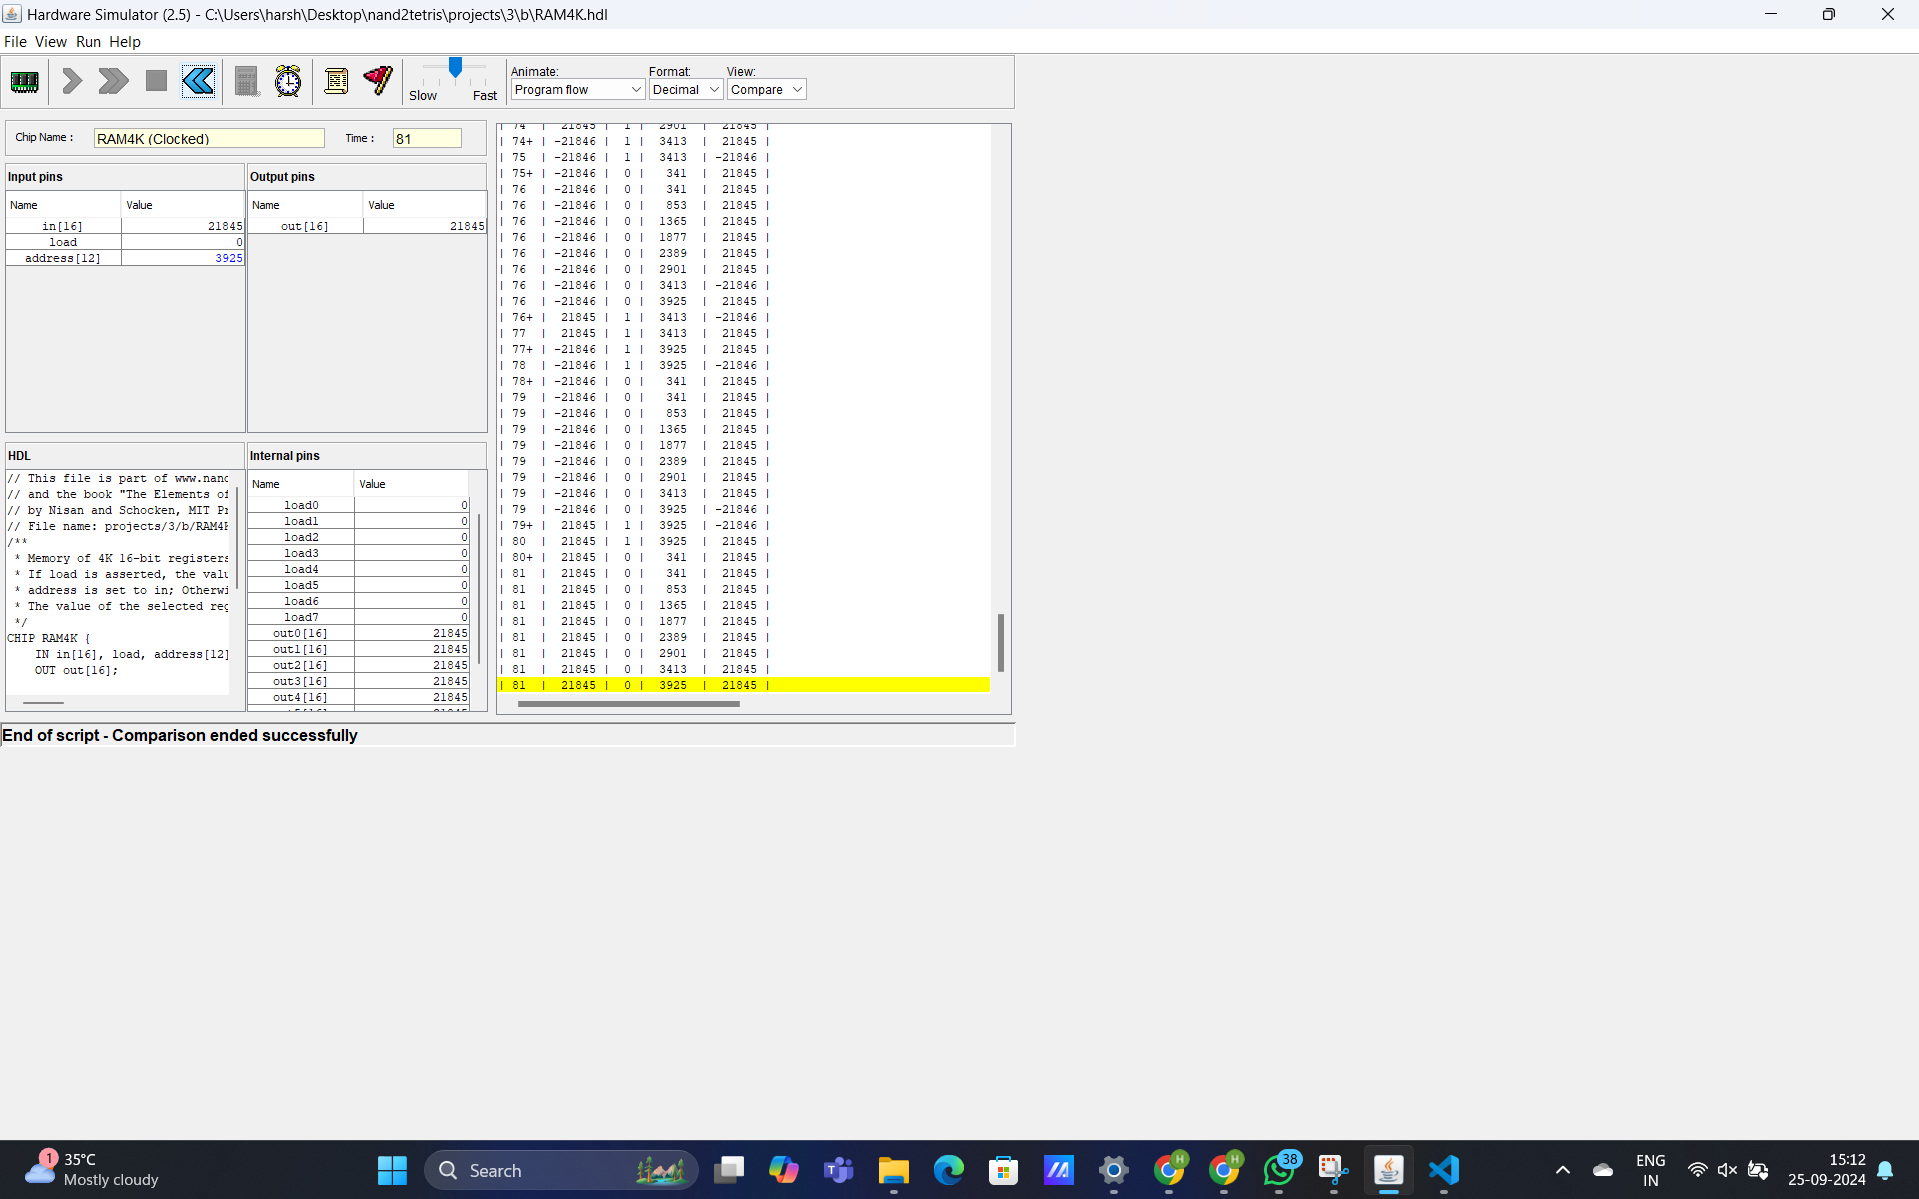 Hardware Simulator (2.5) - C:\Users\harsh\Desktop\nand2tetris\projects\3\b\RAM4K.hdl
File View Run Help
Slow Fast
Animate: Format: View:
Program flow Decimal Compare
Chip Name : RAM4K (Clocked) Time : 81
Input pins
Name Value
in[16] 21845
load 0
address[12] 3925
Output pins
Name Value
out[16] 21845
HDL
// This file is part of www.nand
// and the book "The Elements of
// by Nisan and Schocken, MIT Pr
// File name: projects/3/b/RAM4K
/**
* Memory of 4K 16-bit registers
* If load is asserted, the valu
* address is set to in; Otherwi
* The value of the selected reg
*/
CHIP RAM4K {
IN in[16], load, address[12]
OUT out[16];
Internal pins
Name Value
load0 0
load1 0
load2 0
load3 0
load4 0
load5 0
load6 0
load7 0
out0[16] 21845
out1[16] 21845
out2[16] 21845
out3[16] 21845
out4[16] 21845
| 74 | 21845 | 1 | 2901 | 21845 |
| 74+ | -21846 | 1 | 3413 | 21845 |
| 75 | -21846 | 1 | 3413 | -21846 |
| 75+ | -21846 | 0 | 341 | 21845 |
| 76 | -21846 | 0 | 341 | 21845 |
| 76 | -21846 | 0 | 853 | 21845 |
| 76 | -21846 | 0 | 1365 | 21845 |
| 76 | -21846 | 0 | 1877 | 21845 |
| 76 | -21846 | 0 | 2389 | 21845 |
| 76 | -21846 | 0 | 2901 | 21845 |
| 76 | -21846 | 0 | 3413 | -21846 |
| 76 | -21846 | 0 | 3925 | 21845 |
| 76+ | 21845 | 1 | 3413 | -21846 |
| 77 | 21845 | 1 | 3413 | 21845 |
| 77+ | -21846 | 1 | 3925 | 21845 |
| 78 | -21846 | 1 | 3925 | -21846 |
| 78+ | -21846 | 0 | 341 | 21845 |
| 79 | -21846 | 0 | 341 | 21845 |
| 79 | -21846 | 0 | 853 | 21845 |
| 79 | -21846 | 0 | 1365 | 21845 |
| 79 | -21846 | 0 | 1877 | 21845 |
| 79 | -21846 | 0 | 2389 | 21845 |
| 79 | -21846 | 0 | 2901 | 21845 |
| 79 | -21846 | 0 | 3413 | 21845 |
| 79 | -21846 | 0 | 3925 | -21846 |
| 79+ | 21845 | 1 | 3925 | -21846 |
| 80 | 21845 | 1 | 3925 | 21845 |
| 80+ | 21845 | 0 | 341 | 21845 |
| 81 | 21845 | 0 | 341 | 21845 |
| 81 | 21845 | 0 | 853 | 21845 |
| 81 | 21845 | 0 | 1365 | 21845 |
| 81 | 21845 | 0 | 1877 | 21845 |
| 81 | 21845 | 0 | 2389 | 21845 |
| 81 | 21845 | 0 | 2901 | 21845 |
| 81 | 21845 | 0 | 3413 | 21845 |
| 81 | 21845 | 0 | 3925 | 21845 |
End of script - Comparison ended successfully
1
35°C
Mostly cloudy
Search
H
H
38
ENG
IN
15:12
25-09-2024